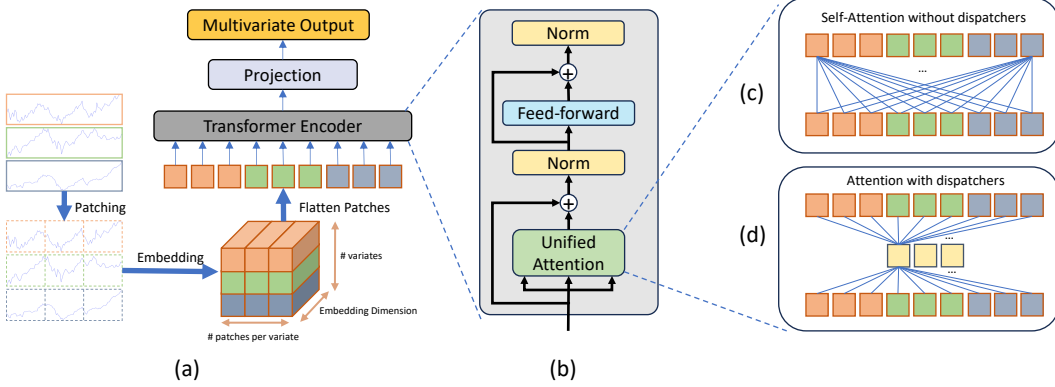 Multivariate Output
Projection
Transformer Encoder
Patching
Flatten Patches
Embedding
# variates
Embedding Dimension
# patches per variate
(a)
Norm
+
Feed-forward
Norm
+
Unified
Attention
(b)
Self-Attention without dispatchers
...
(c)
Attention with dispatchers
...
(d)
...